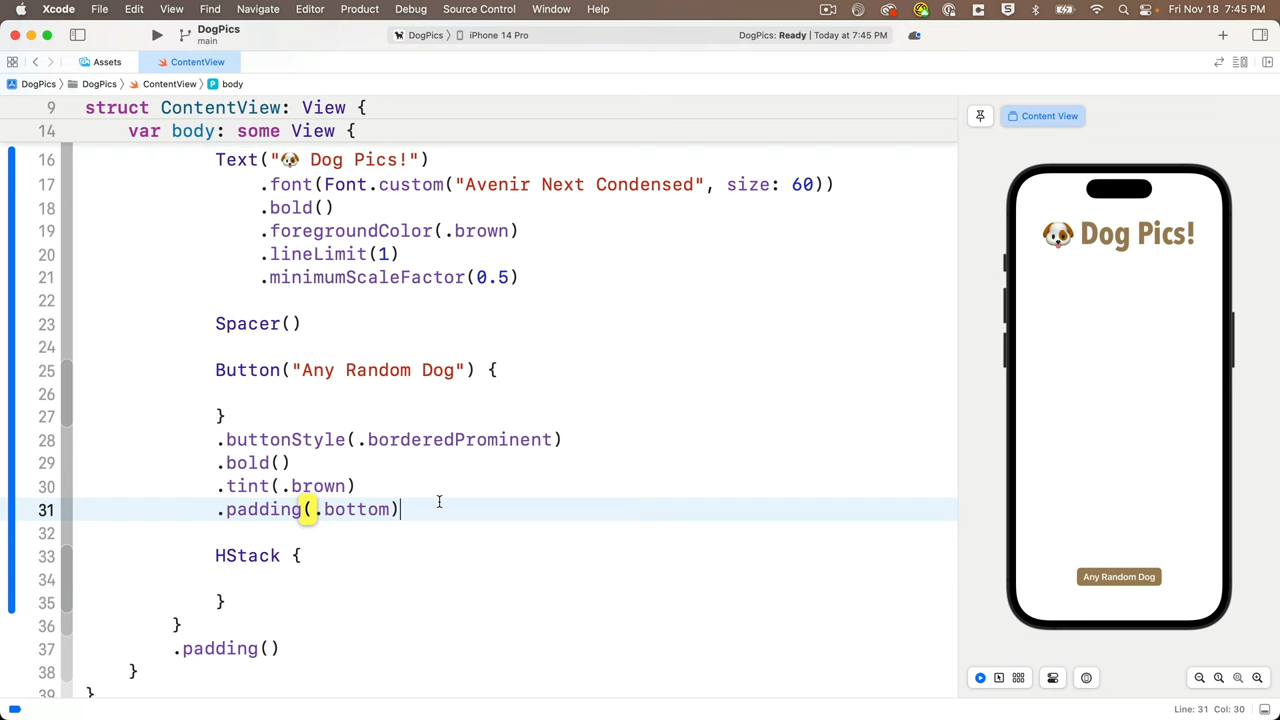 Xcode File Edit View Find Navigate Editor Product Debug Source Control Window Help Fri Nov 18 7:45 PM
DogPics
main
DogPics iPhone 14 Pro DogPics: Ready | Today at 7:45 PM
Assets ContentView
DogPics DogPics ContentView body
9 struct ContentView: View {
14 var body: some View {
16 Text("🐶 Dog Pics!")
17 .font(Font.custom("Avenir Next Condensed", size: 60))
18 .bold()
19 .foregroundColor(.brown)
20 .lineLimit(1)
21 .minimumScaleFactor(0.5)
22
23 Spacer()
24
25 Button("Any Random Dog") {
26
27 }
28 .buttonStyle(.borderedProminent)
29 .bold()
30 .tint(.brown)
31 .padding(.bottom)
32
33 HStack {
34
35 }
36 }
37 .padding()
38 }
39 }
Content View
🐶 Dog Pics!
Any Random Dog
Line: 31 Col: 30